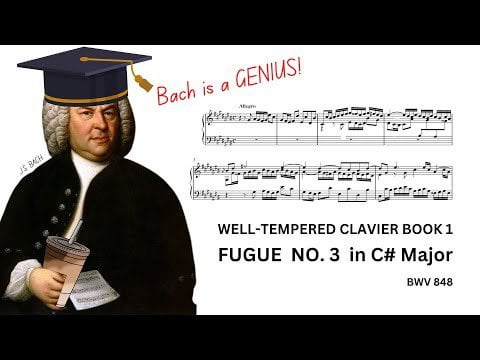 Bach is a GENIUS!
J.S. BACH
Allegro
WELL-TEMPERED CLAVIER BOOK 1
FUGUE NO. 3 in C# Major
BWV 848